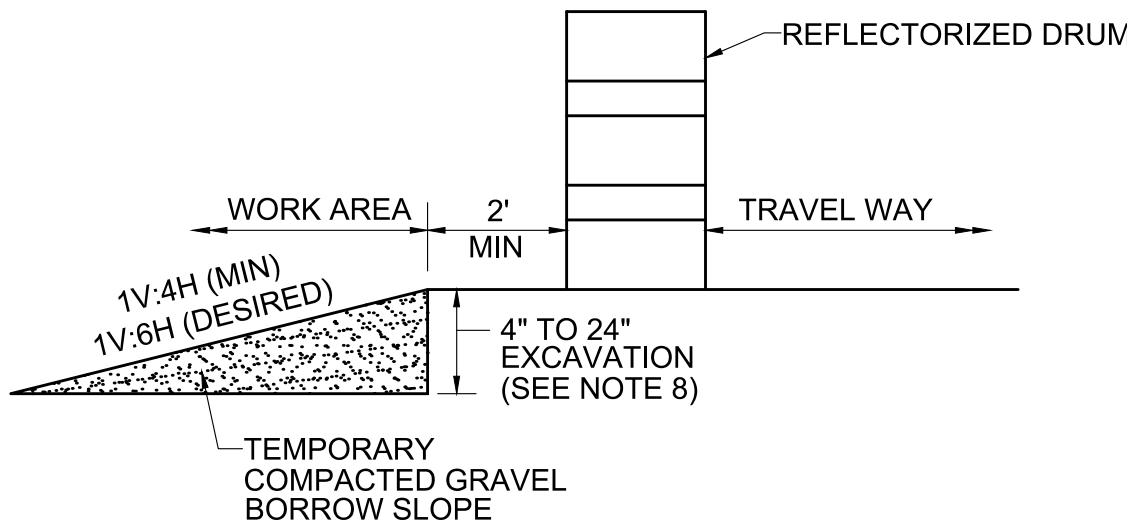 REFLECTORIZED DRUM
WORK AREA
2'
MIN
TRAVEL WAY
1V:4H (MIN)
1V:6H (DESIRED)
4" TO 24"
EXCAVATION
(SEE NOTE 8)
TEMPORARY
COMPACTED GRAVEL
BORROW SLOPE